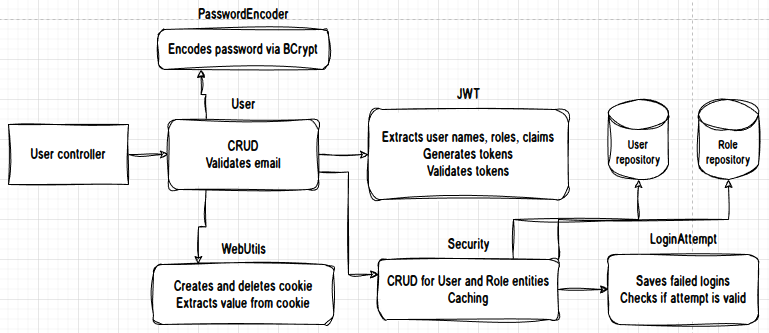 PasswordEncoder
Encodes password via BCrypt
User
CRUD
Validates email
User controller
JWT
Extracts user names, roles, claims
Generates tokens
Validates tokens
User
repository
Role
repository
WebUtils
Creates and deletes cookie
Extracts value from cookie
Security
CRUD for User and Role entities
Caching
LoginAttempt
Saves failed logins
Checks if attempt is valid